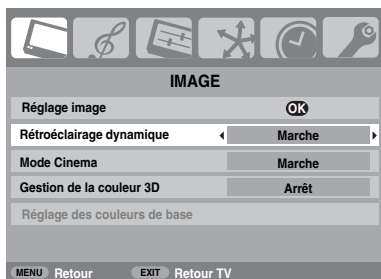 IMAGE
Réglage image OK
Rétroéclairage dynamique Marche
Mode Cinema Marche
Gestion de la couleur 3D Arrêt
Réglage des couleurs de base
MENU Retour EXIT Retour TV